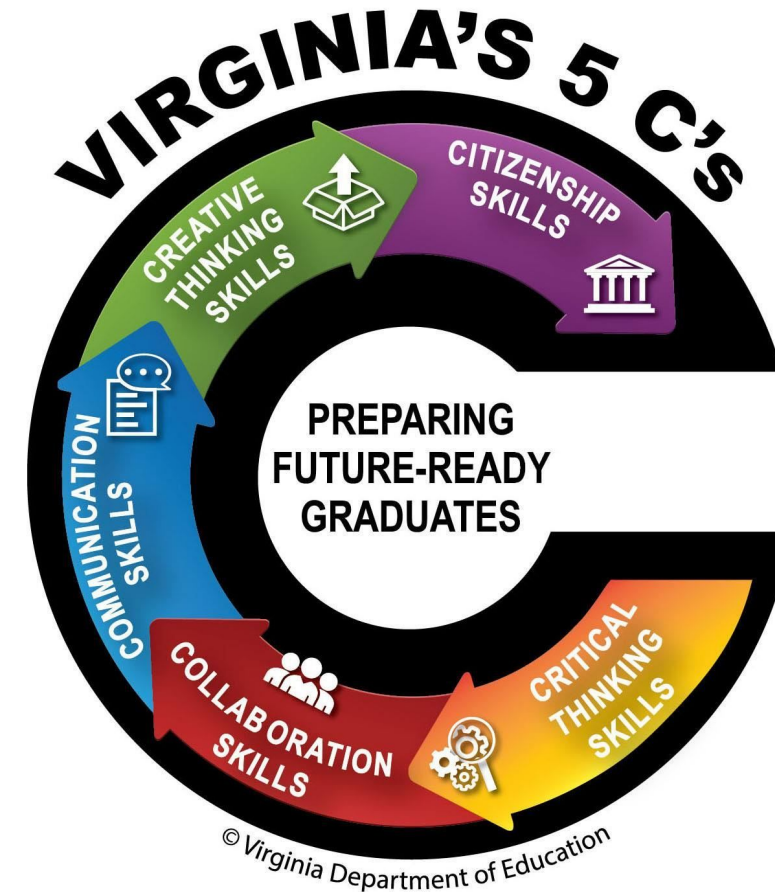 VIRGINIA'S 5 C's
CREATIVE
THINKING
SKILLS
CITIZENSHIP
SKILLS
COMMUNICATION
SKILLS
PREPARING
FUTURE-READY
GRADUATES
COLLABORATION
SKILLS
CRITICAL
THINKING
SKILLS
© Virginia Department of Education